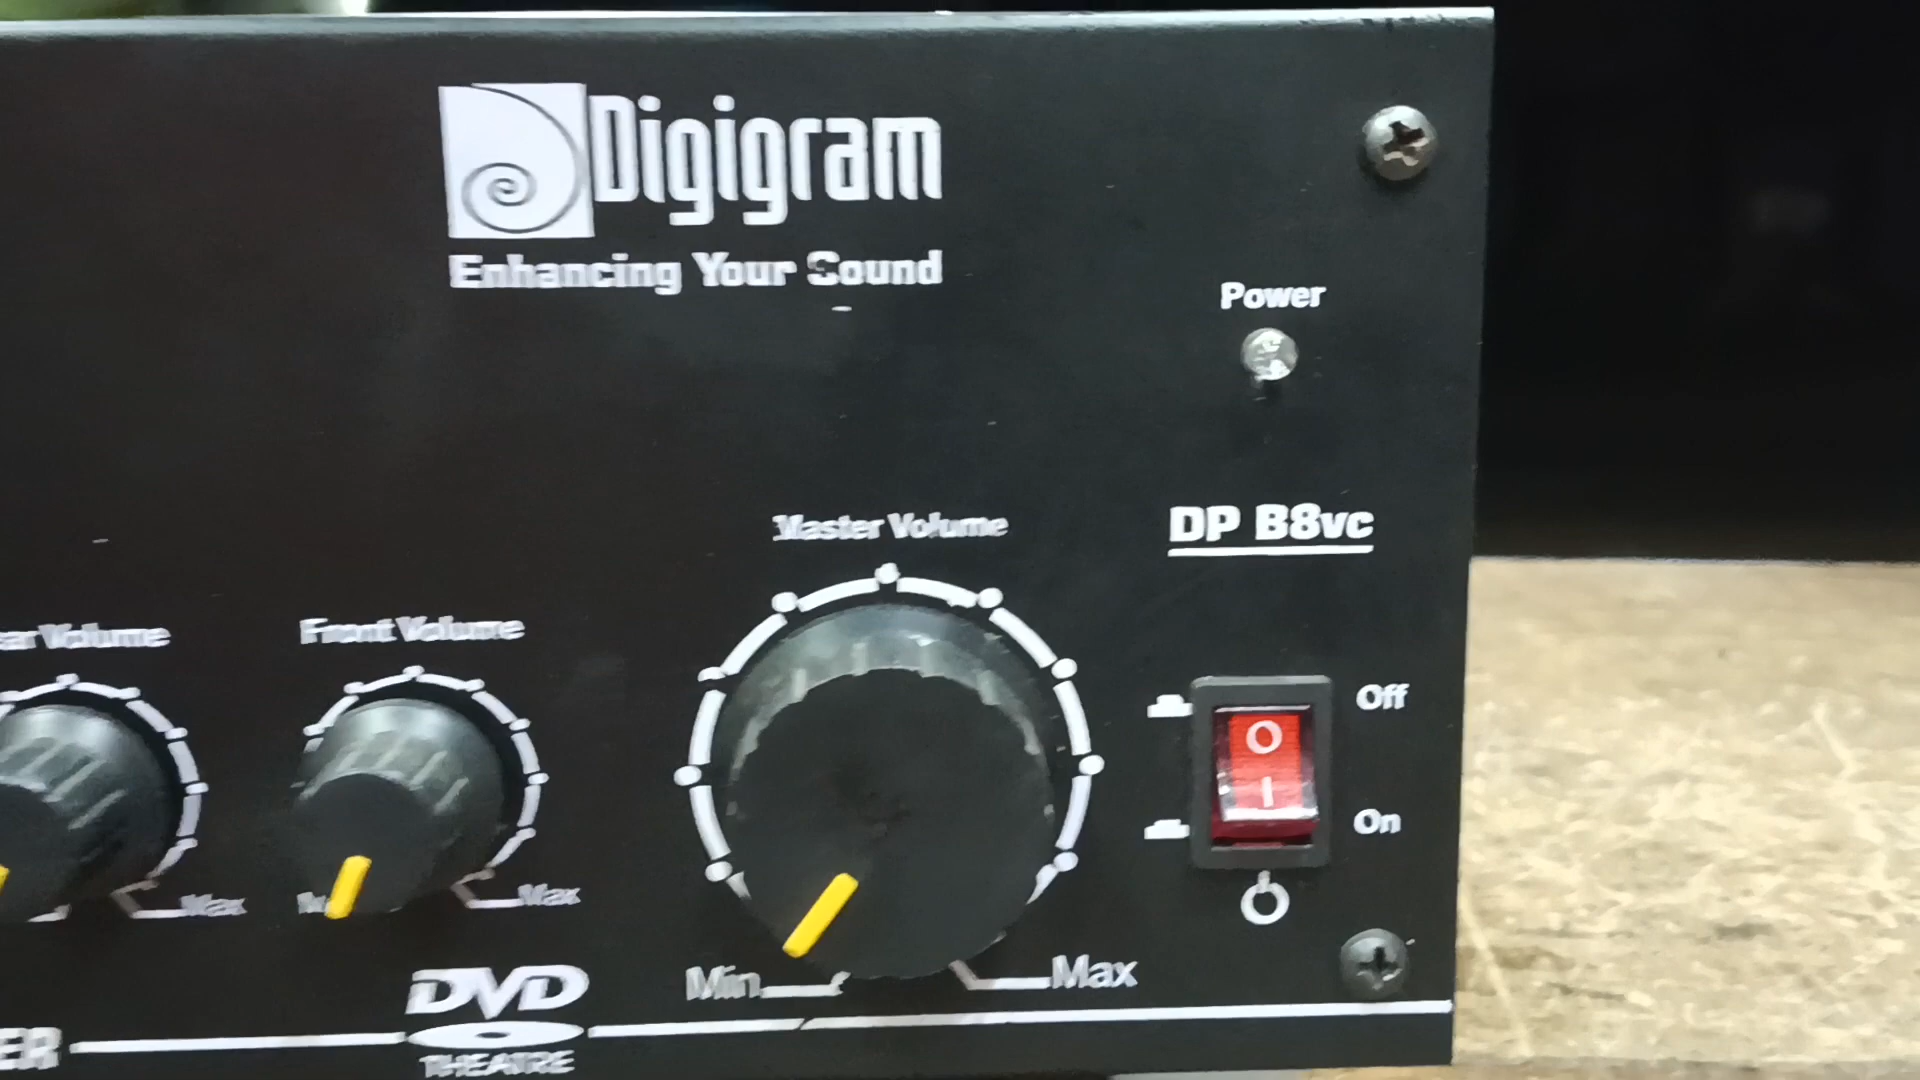 Digigram
Enhancing Your Sound
Power
DP B8vc
Master Volume
Front Volume
Volume
Off
O
I
On
Max
Max
Min
Max
DVD
THEATRE